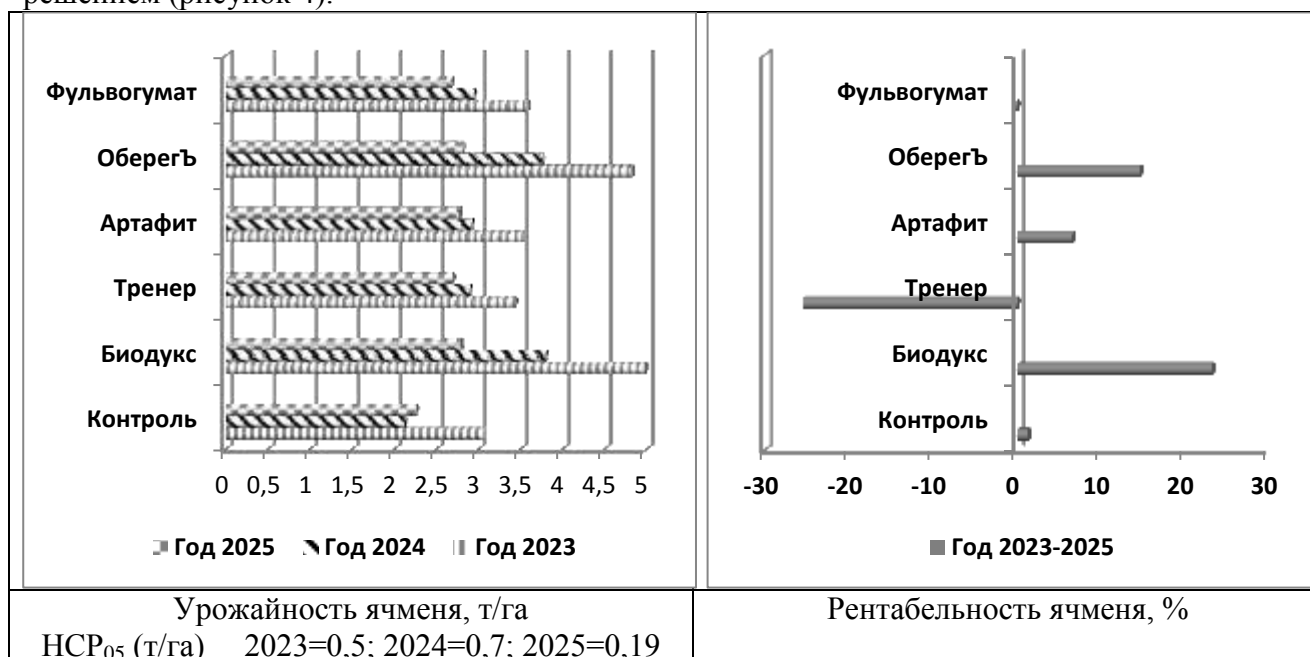 решением (рисунок 4).
Фульвогумат
ОберегЪ
Артафит
Тренер
Биодукс
Контроль
0 0,5 1 1,5 2 2,5 3 3,5 4 4,5 5
Год 2025 Год 2024 Год 2023
Фульвогумат
ОберегЪ
Артафит
Тренер
Биодукс
Контроль
-30 -20 -10 0 10 20 30
Год 2023-2025
Урожайность ячменя, т/га
НСР₀₅ (т/га) 2023=0,5; 2024=0,7; 2025=0,19
Рентабельность ячменя, %